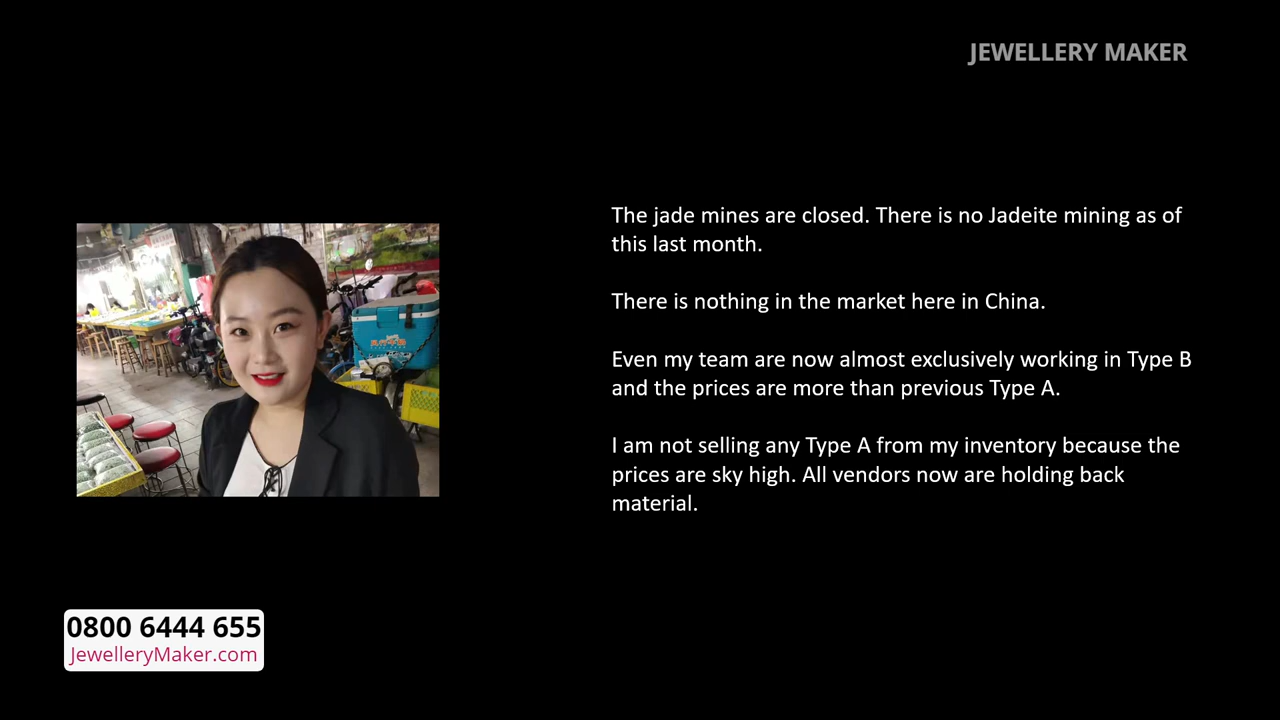 JEWELLERY MAKER
The jade mines are closed. There is no Jadeite mining as of
this last month.
There is nothing in the market here in China.
Even my team are now almost exclusively working in Type B
and the prices are more than previous Type A.
I am not selling any Type A from my inventory because the
prices are sky high. All vendors now are holding back
material.
0800 6444 655
JewelleryMaker.com